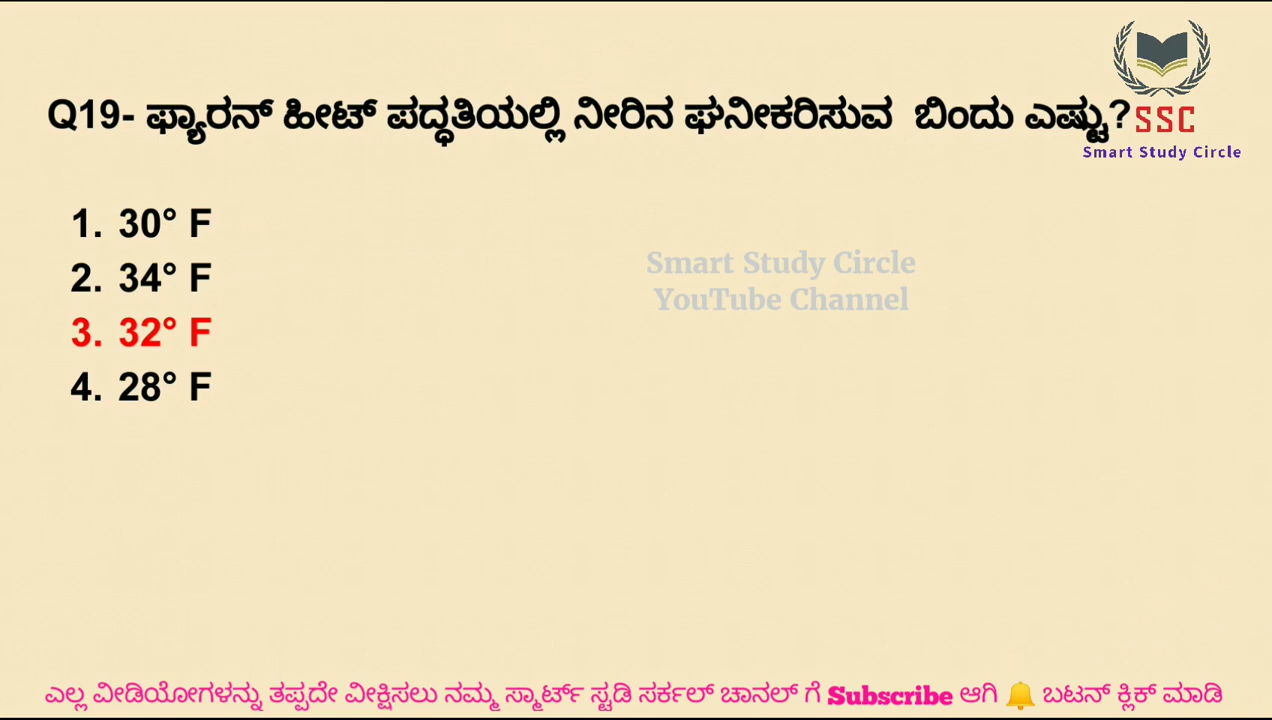 Q19- ಫ್ಯಾರನ್ ಹೀಟ್ ಪದ್ಧತಿಯಲ್ಲಿ ನೀರಿನ ಘನೀಕರಿಸುವ ಬಿಂದು ಎಷ್ಟು?
SSC
Smart Study Circle
1. 30° F
2. 34° F
3. 32° F
4. 28° F
Smart Study Circle
YouTube Channel
ಎಲ್ಲ ವೀಡಿಯೋಗಳನ್ನು ತಪ್ಪದೇ ವೀಕ್ಷಿಸಲು ನಮ್ಮ ಸ್ಮಾರ್ಟ್ ಸ್ಟಡಿ ಸರ್ಕಲ್ ಚಾನಲ್ ಗೆ Subscribe ಆಗಿ 🔔 ಬಟನ್ ಕ್ಲಿಕ್ ಮಾಡಿ